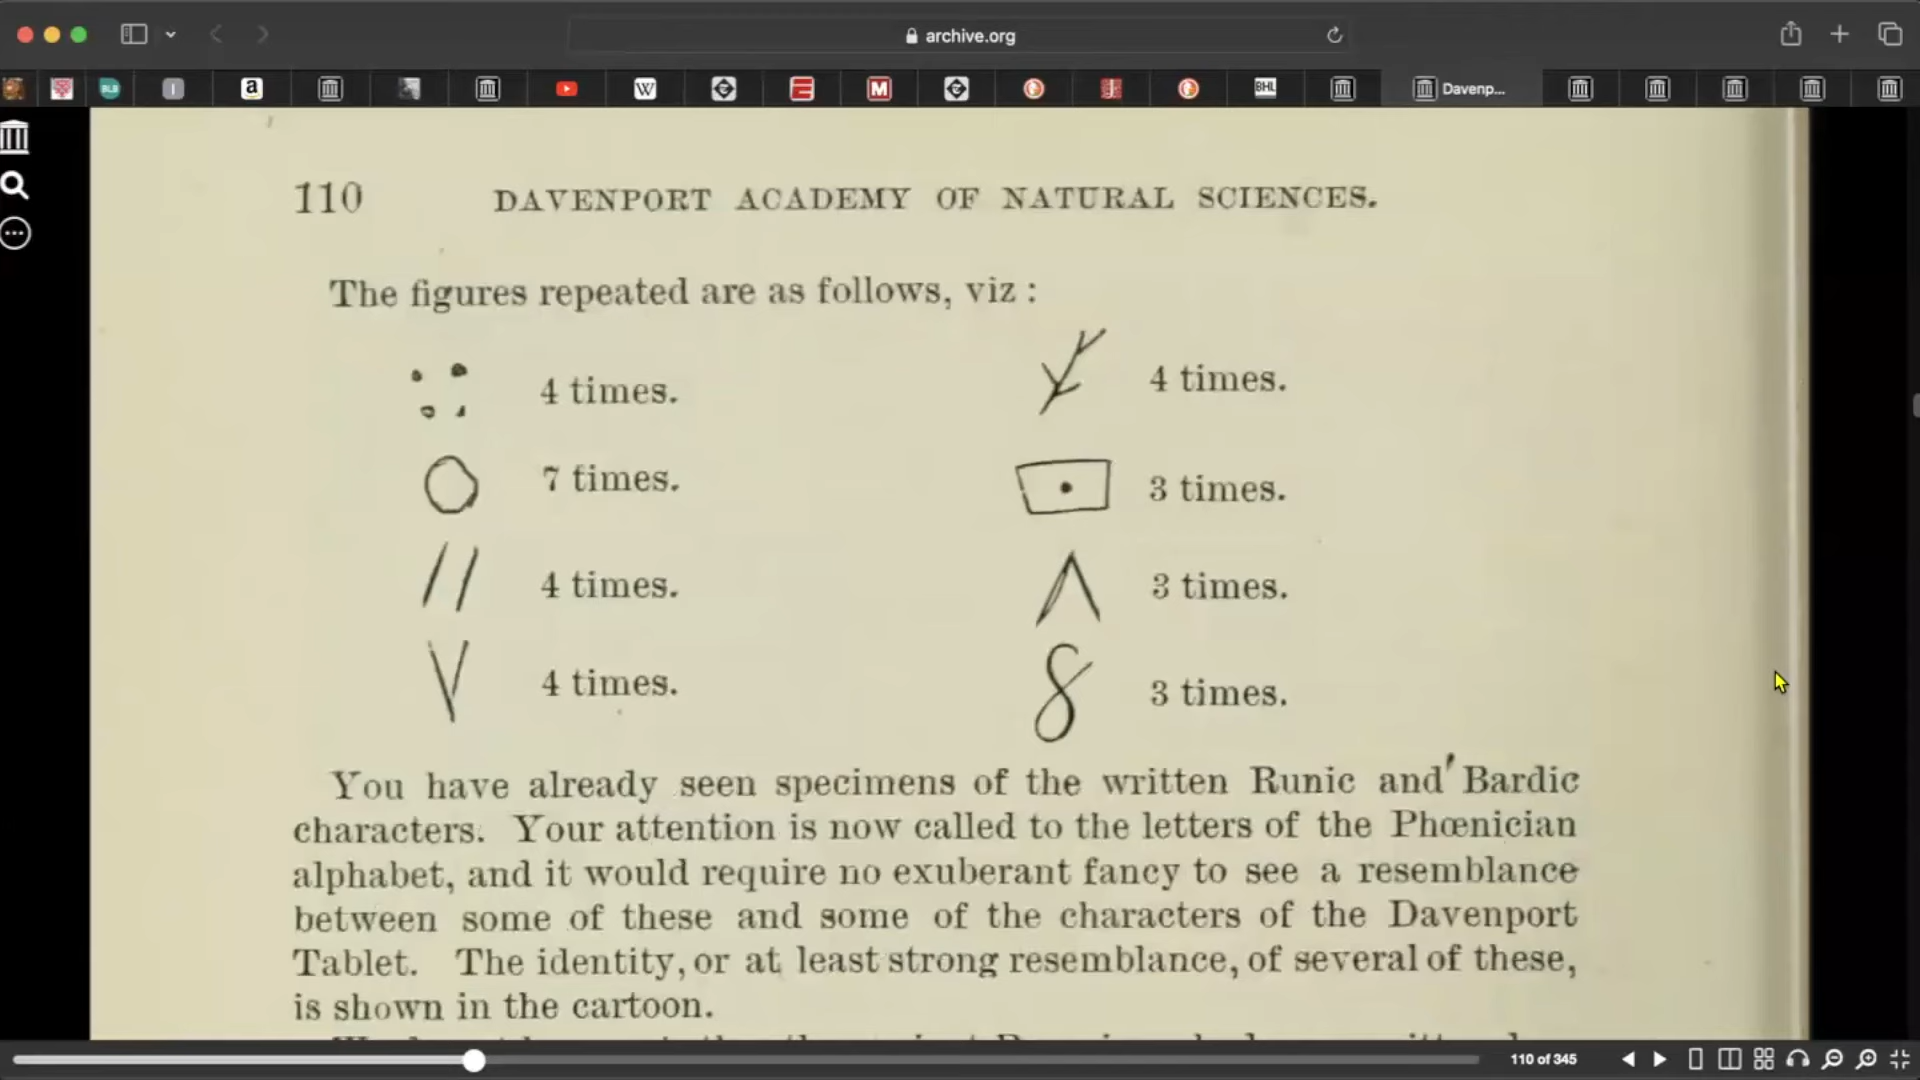 archive.org
a
W
M
BHL
Davenp...
110 DAVENPORT ACADEMY OF NATURAL SCIENCES.
The figures repeated are as follows, viz :
4 times. 4 times.
7 times. 3 times.
4 times. 3 times.
4 times. 3 times.
You have already seen specimens of the written Runic and Bardic
characters. Your attention is now called to the letters of the Phœnician
alphabet, and it would require no exuberant fancy to see a resemblance
between some of these and some of the characters of the Davenport
Tablet. The identity, or at least strong resemblance, of several of these,
is shown in the cartoon.
110 of 345